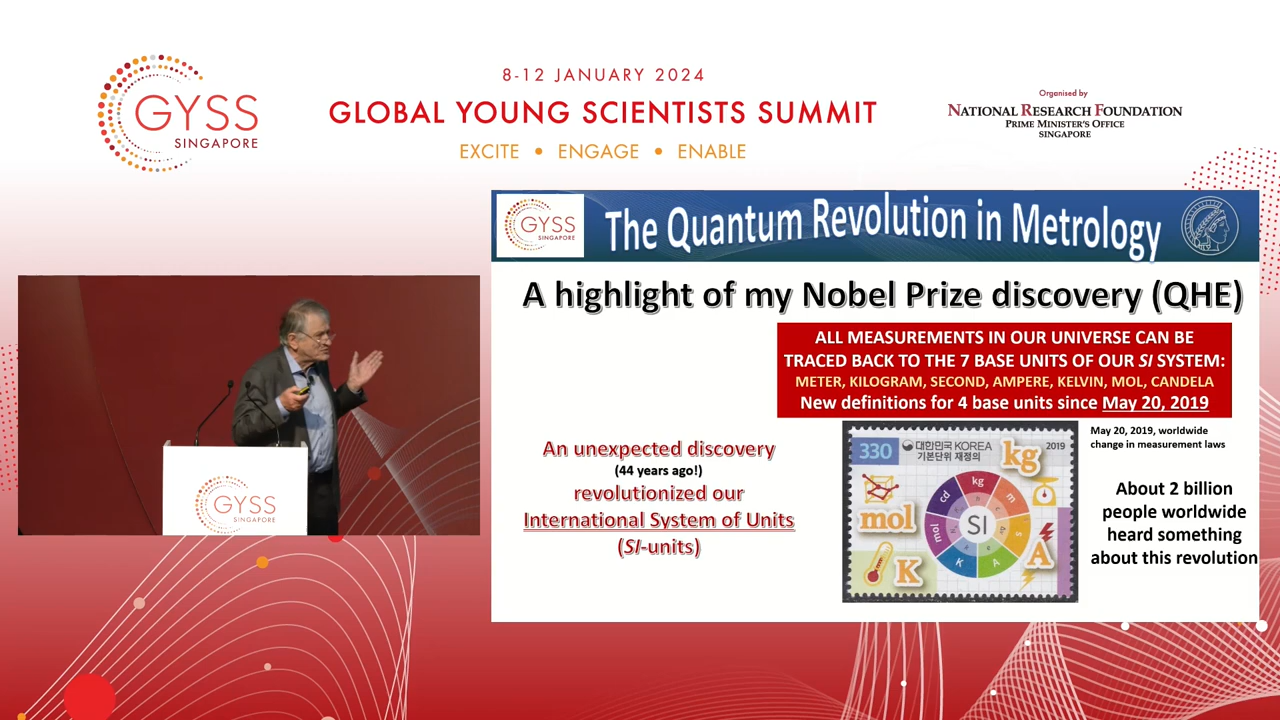 GYSS
SINGAPORE
8-12 JANUARY 2024
GLOBAL YOUNG SCIENTISTS SUMMIT
EXCITE • ENGAGE • ENABLE
Organised by
NATIONAL RESEARCH FOUNDATION
PRIME MINISTER'S OFFICE
SINGAPORE
GYSS
SINGAPORE
The Quantum Revolution in Metrology
A highlight of my Nobel Prize discovery (QHE)
ALL MEASUREMENTS IN OUR UNIVERSE CAN BE
TRACED BACK TO THE 7 BASE UNITS OF OUR SI SYSTEM:
METER, KILOGRAM, SECOND, AMPERE, KELVIN, MOL, CANDELA
New definitions for 4 base units since May 20, 2019
An unexpected discovery
(44 years ago!)
revolutionized our
International System of Units
(SI-units)
330
대한민국 KOREA
기본단위 재정의
2019
kg
mol
K
A
kg
m
s
A
K
mol
cd
SI
May 20, 2019, worldwide
change in measurement laws
About 2 billion
people worldwide
heard something
about this revolution
GYSS
SINGAPORE